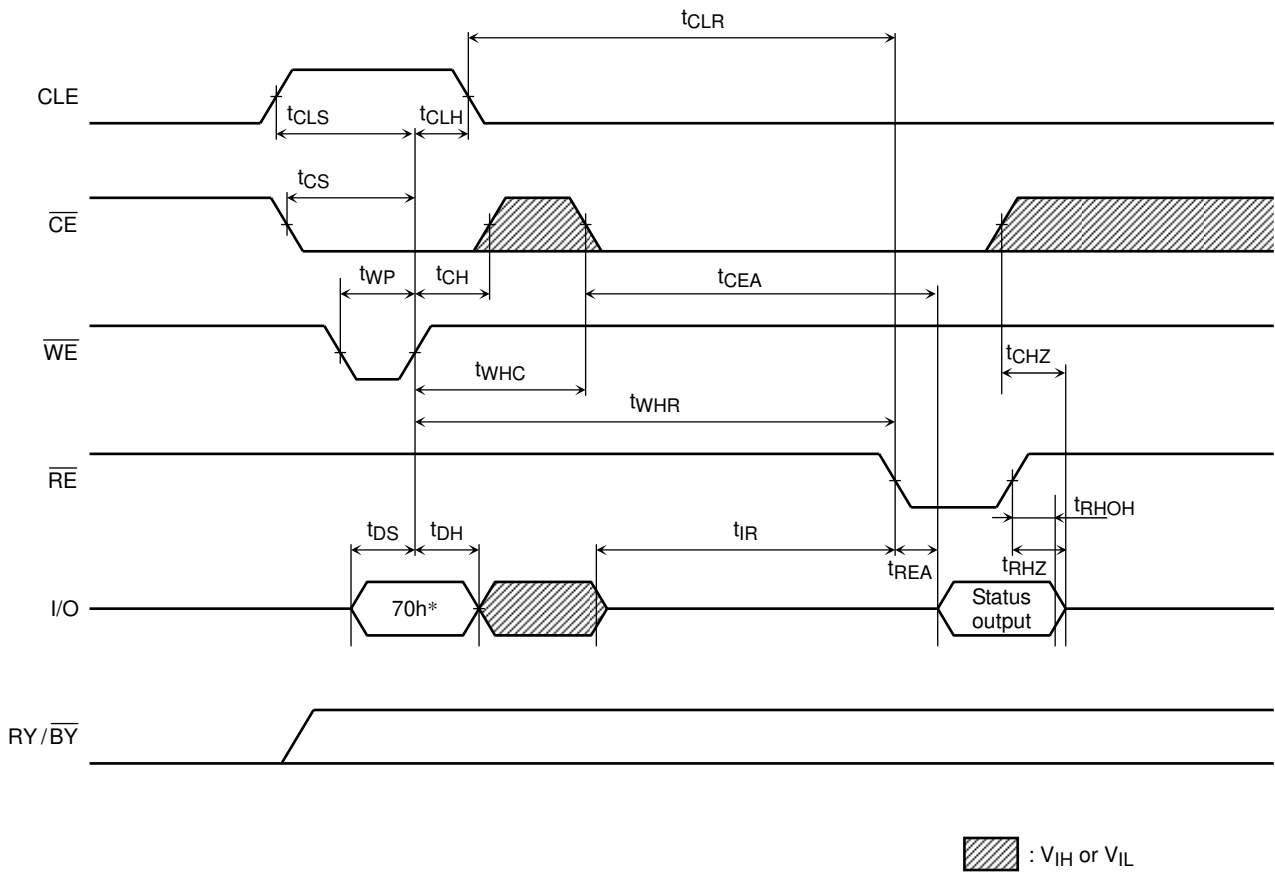 tCLR
CLE
tCLS
tCLH
tCS
CE
tWP
tCH
tCEA
WE
tCHZ
tWHC
tWHR
RE
tRHOH
tDS
tDH
tIR
tREA
tRHZ
I/O
70h*
Status
output
RY/BY
: VIH or VIL